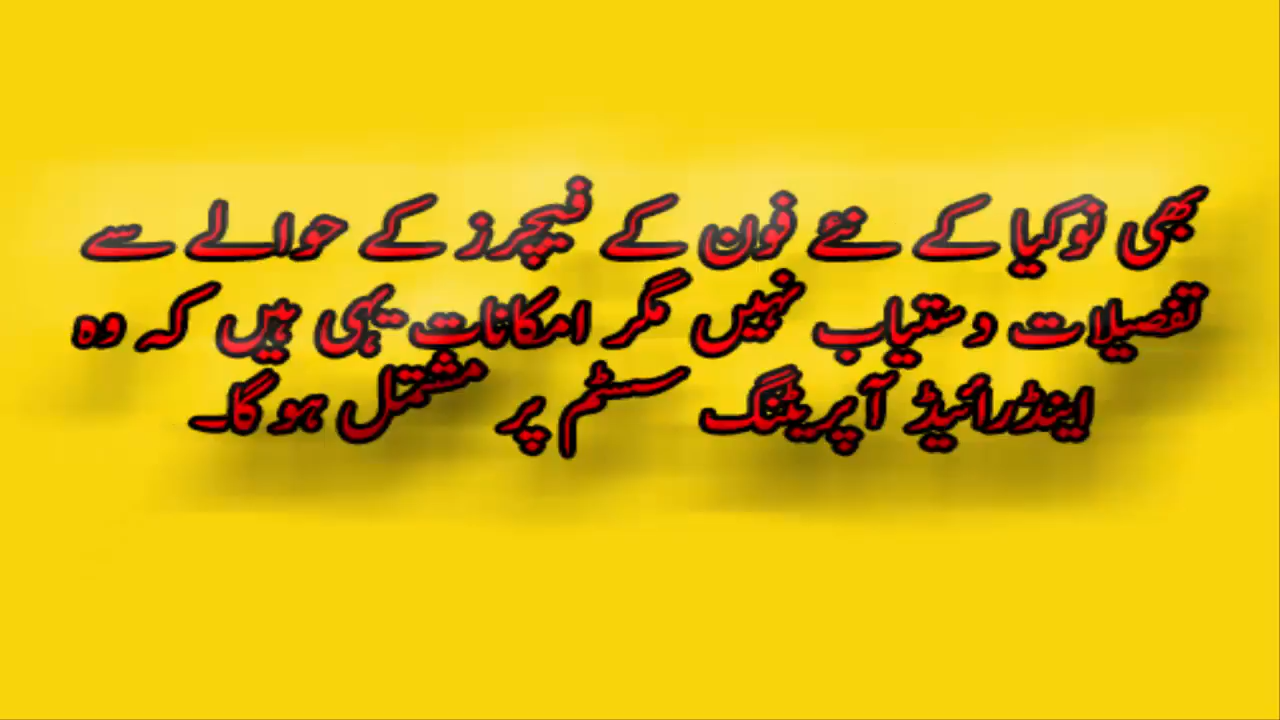 بھی نوکیا کے نئے فون کے فیچرز کے حوالے سے
تفصیلات دستیاب نہیں مگر امکانات یہی ہیں کہ وہ
اینڈرائیڈ آپریٹنگ سسٹم پر مشتمل ہو گا۔